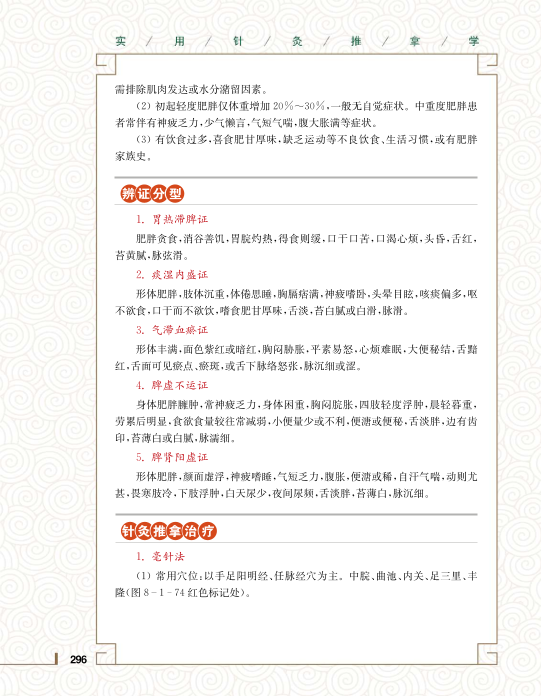 实 / 用 / 针 / 灸 / 推 / 拿 / 学
需排除肌肉发达或水分潴留因素。
(2) 初起轻度肥胖仅体重增加 20%～30%,一般无自觉症状。中重度肥胖患
者常伴有神疲乏力,少气懒言,气短气喘,腹大胀满等症状。
(3) 有饮食过多,喜食肥甘厚味,缺乏运动等不良饮食、生活习惯,或有肥胖
家族史。
辨证分型
1. 胃热滞脾证
肥胖贪食,消谷善饥,胃脘灼热,得食则缓,口干口苦,口渴心烦,头昏,舌红,
苔黄腻,脉弦滑。
2. 痰湿内盛证
形体肥胖,肢体沉重,体倦思睡,胸膈痞满,神疲嗜卧,头晕目眩,咳痰偏多,呕
不欲食,口干而不欲饮,嗜食肥甘厚味,舌淡,苔白腻或白滑,脉滑。
3. 气滞血瘀证
形体丰满,面色紫红或暗红,胸闷胁胀,平素易怒,心烦难眠,大便秘结,舌黯
红,舌面可见瘀点、瘀斑,或舌下脉络怒张,脉沉细或涩。
4. 脾虚不运证
身体肥胖臃肿,常神疲乏力,身体困重,胸闷脘胀,四肢轻度浮肿,晨轻暮重,
劳累后明显,食欲食量较往常减弱,小便量少或不利,便溏或便秘,舌淡胖,边有齿
印,苔薄白或白腻,脉濡细。
5. 脾肾阳虚证
形体肥胖,颜面虚浮,神疲嗜睡,气短乏力,腹胀,便溏或稀,自汗气喘,动则尤
甚,畏寒肢冷,下肢浮肿,白天尿少,夜间尿频,舌淡胖,苔薄白,脉沉细。
针灸推拿治疗
1. 毫针法
(1) 常用穴位:以手足阳明经、任脉经穴为主。中脘、曲池、内关、足三里、丰
隆(图 8-1-74 红色标记处)。
296